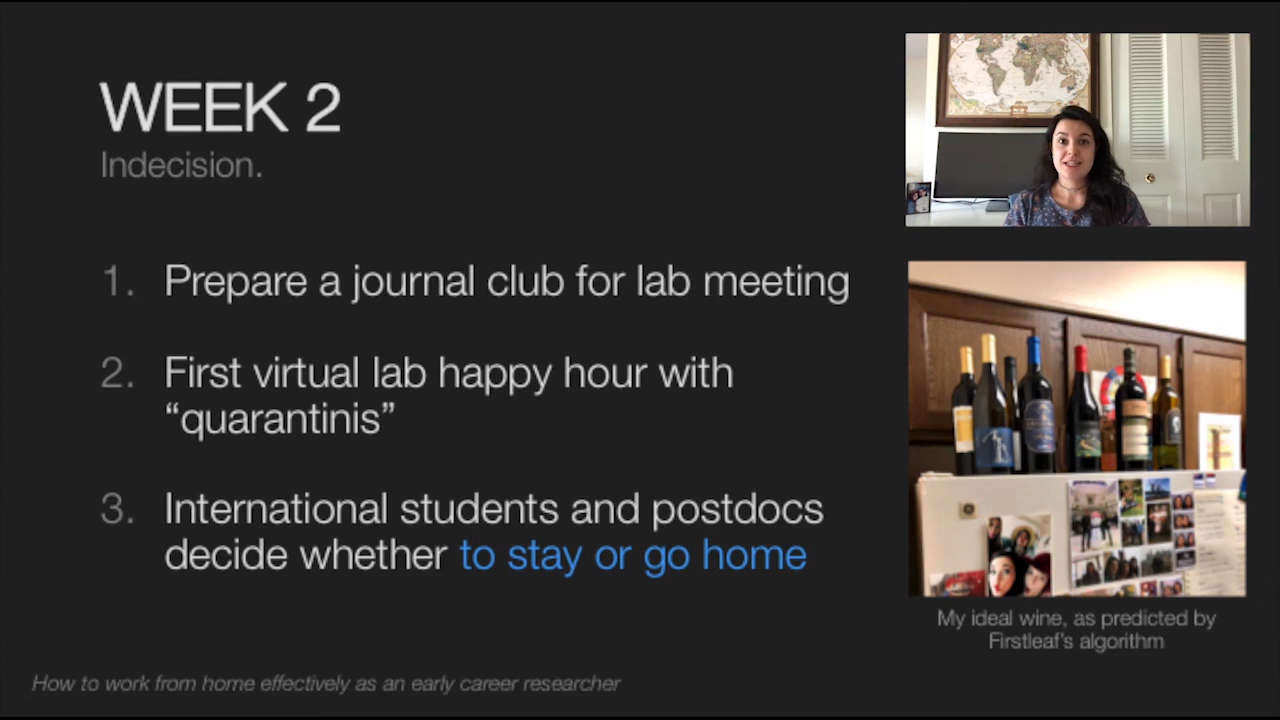 WEEK 2
Indecision.
1. Prepare a journal club for lab meeting
2. First virtual lab happy hour with
“quarantinis”
3. International students and postdocs
decide whether to stay or go home
My ideal wine, as predicted by
Firstleaf’s algorithm
How to work from home effectively as an early career researcher